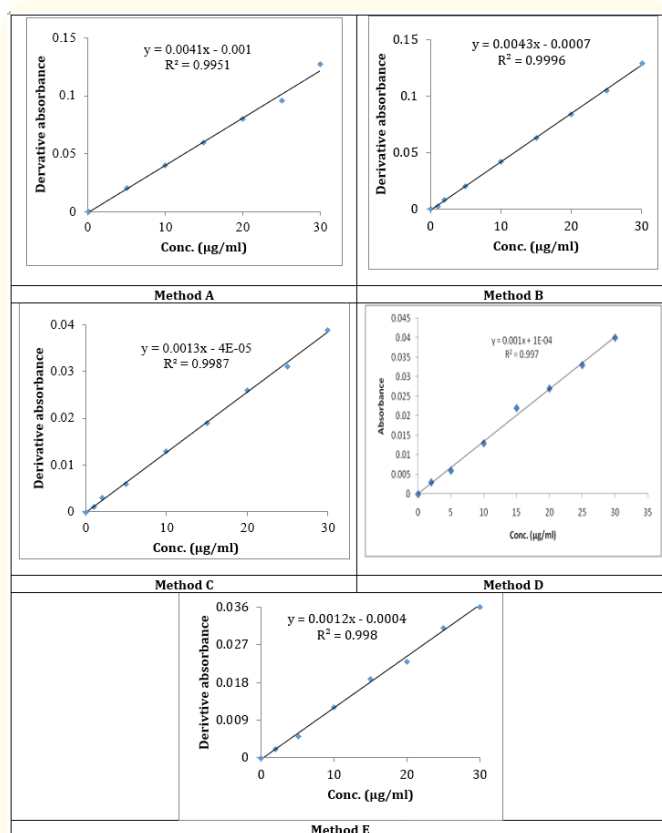 0.15
y = 0.0041x - 0.001
R² = 0.9951
0.1
0.05
0
0 10 20 30
Dervative absorbance
Conc. (µg/ml)
0.15
y = 0.0043x - 0.0007
R² = 0.9996
0.1
0.05
0
0 10 20 30
Derivative absorbance
Conc. (µg/ml)
Method A
Method B
0.04
y = 0.0013x - 4E-05
R² = 0.9987
0.03
0.02
0.01
0
0 10 20 30
Derivative absorbance
Conc. (µg/ml)
0.045
0.04
y = 0.001x + 1E-04
R² = 0.997
0.035
0.03
0.025
0.02
0.015
0.01
0.005
0
0 5 10 15 20 25 30 35
Absorbance
Conc. (µg/ml)
Method C
Method D
0.036
y = 0.0012x - 0.0004
R² = 0.998
0.027
0.018
0.009
0
0 10 20 30
Derivtive absorbance
Conc. (µg/ml)
Method E